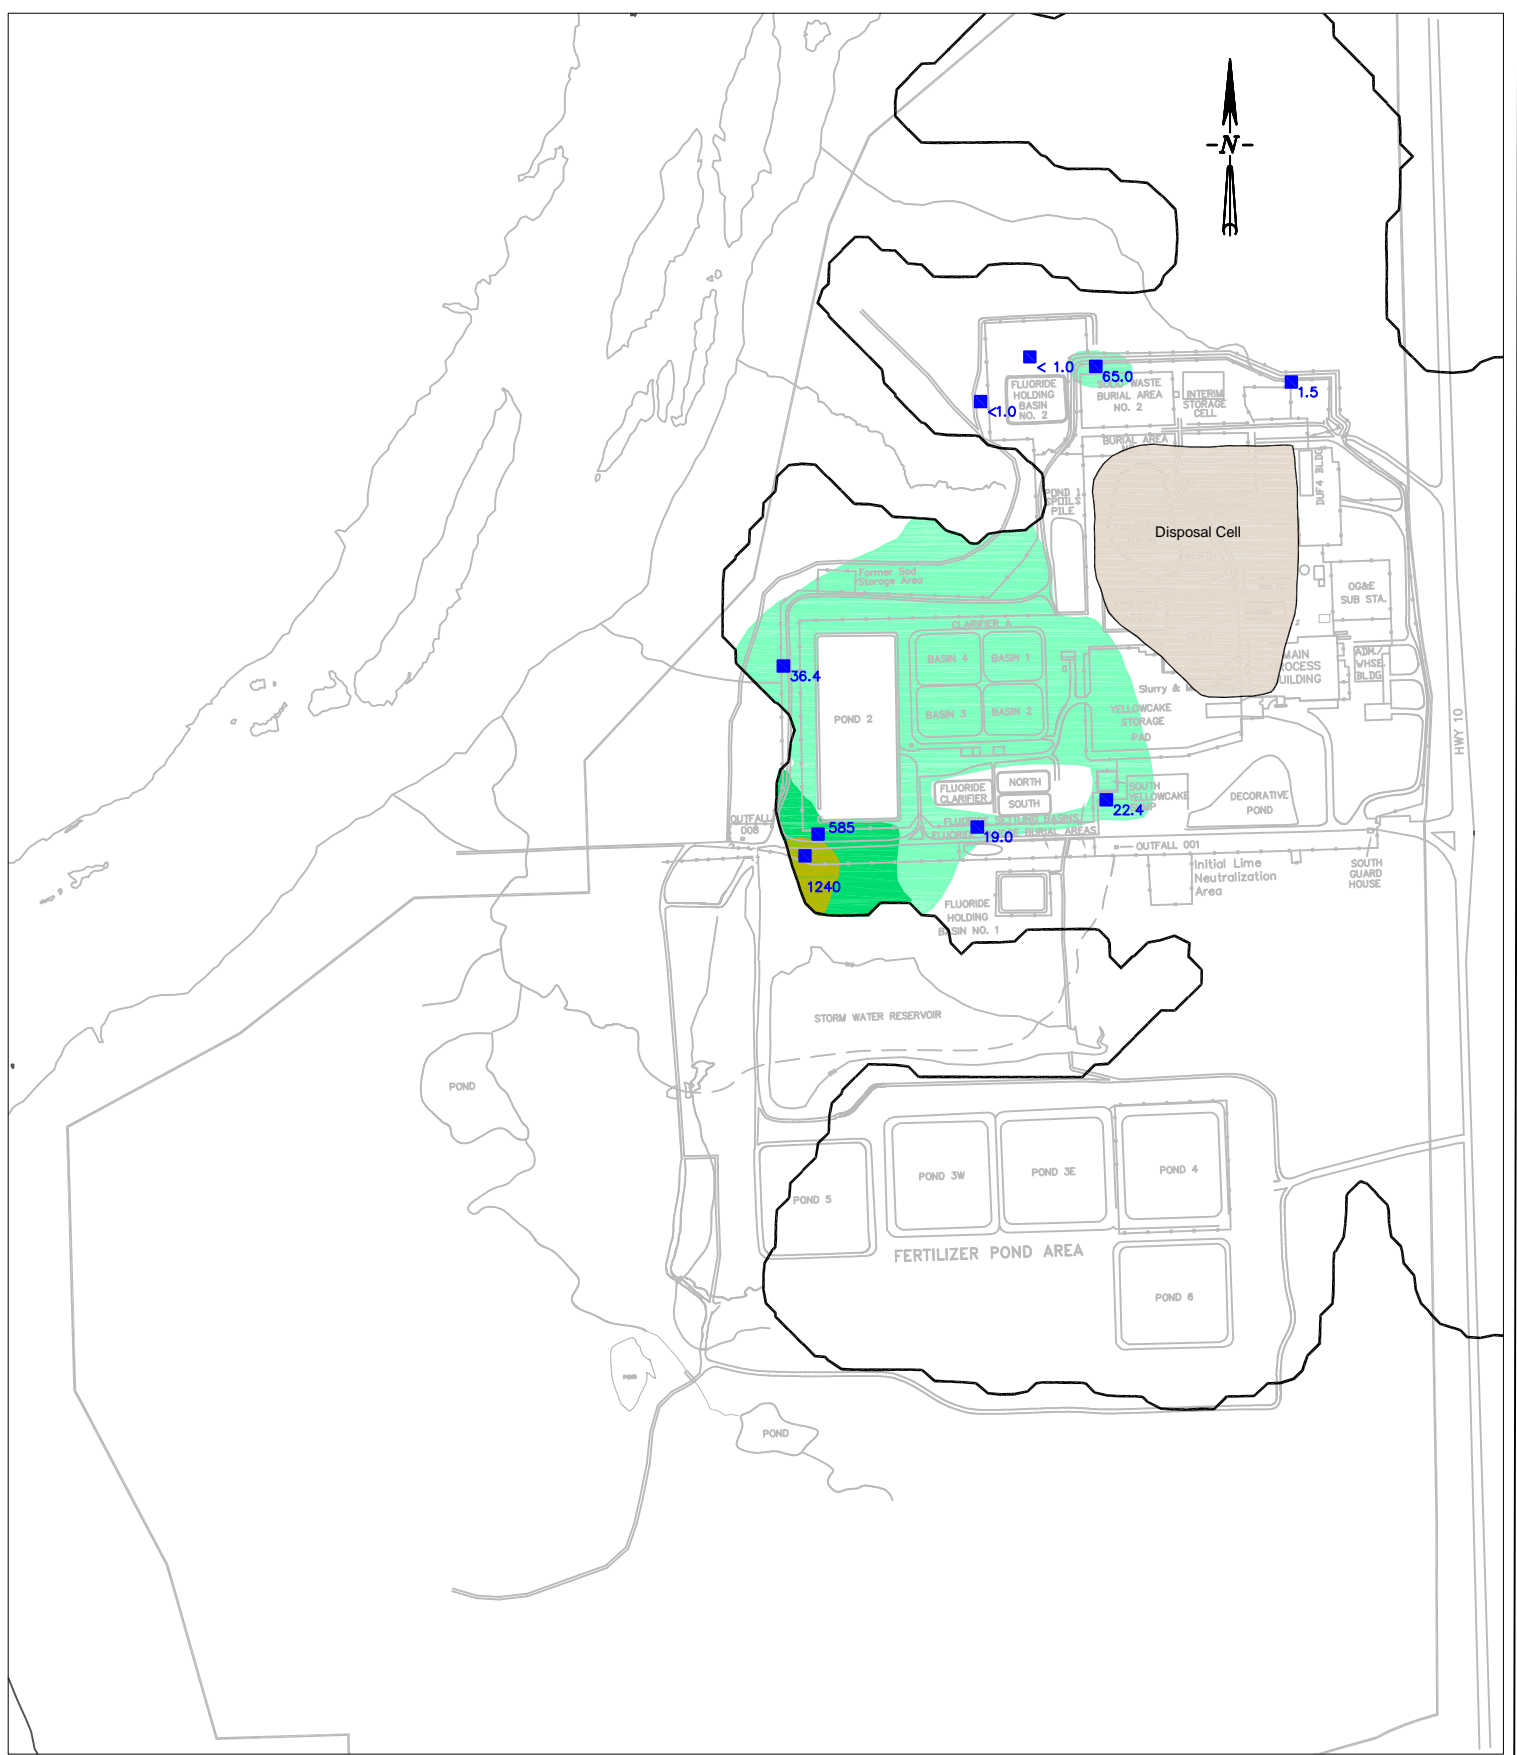 N
< 1.0
65.0
1.5
<1.0
FLUORIDE
HOLDING
BASIN
NO. 2
SOLID WASTE
BURIAL AREA
NO. 2
INTERIM
STORAGE
CELL
BURIAL AREA
DUF4 BLDG
POND 1
SPOILS
PILE
Disposal Cell
Former Sod
Storage Area
OG&E
SUB STA.
CLARIFIER A
BASIN 4
BASIN 1
BASIN 3
BASIN 2
36.4
POND 2
MAIN
ROCESS
UILDING
ADM./
WHSE.
BLDG
Slurry &
YELLOWCAKE
STORAGE
PAD
HWY 10
FLUORIDE
CLARIFIER
NORTH
SOUTH
SOUTH
YELLOWCAKE
22.4
DECORATIVE
POND
OUTFALL
008
585
FLUORIDE SETTLING BASINS
BURIAL AREAS
19.0
OUTFALL 001
1240
Initial Lime
Neutralization
Area
SOUTH
GUARD
HOUSE
FLUORIDE
HOLDING
BASIN NO. 1
STORM WATER RESERVOIR
POND
POND 5
POND 3W
POND 3E
POND 4
FERTILIZER POND AREA
POND 6
POND
POND